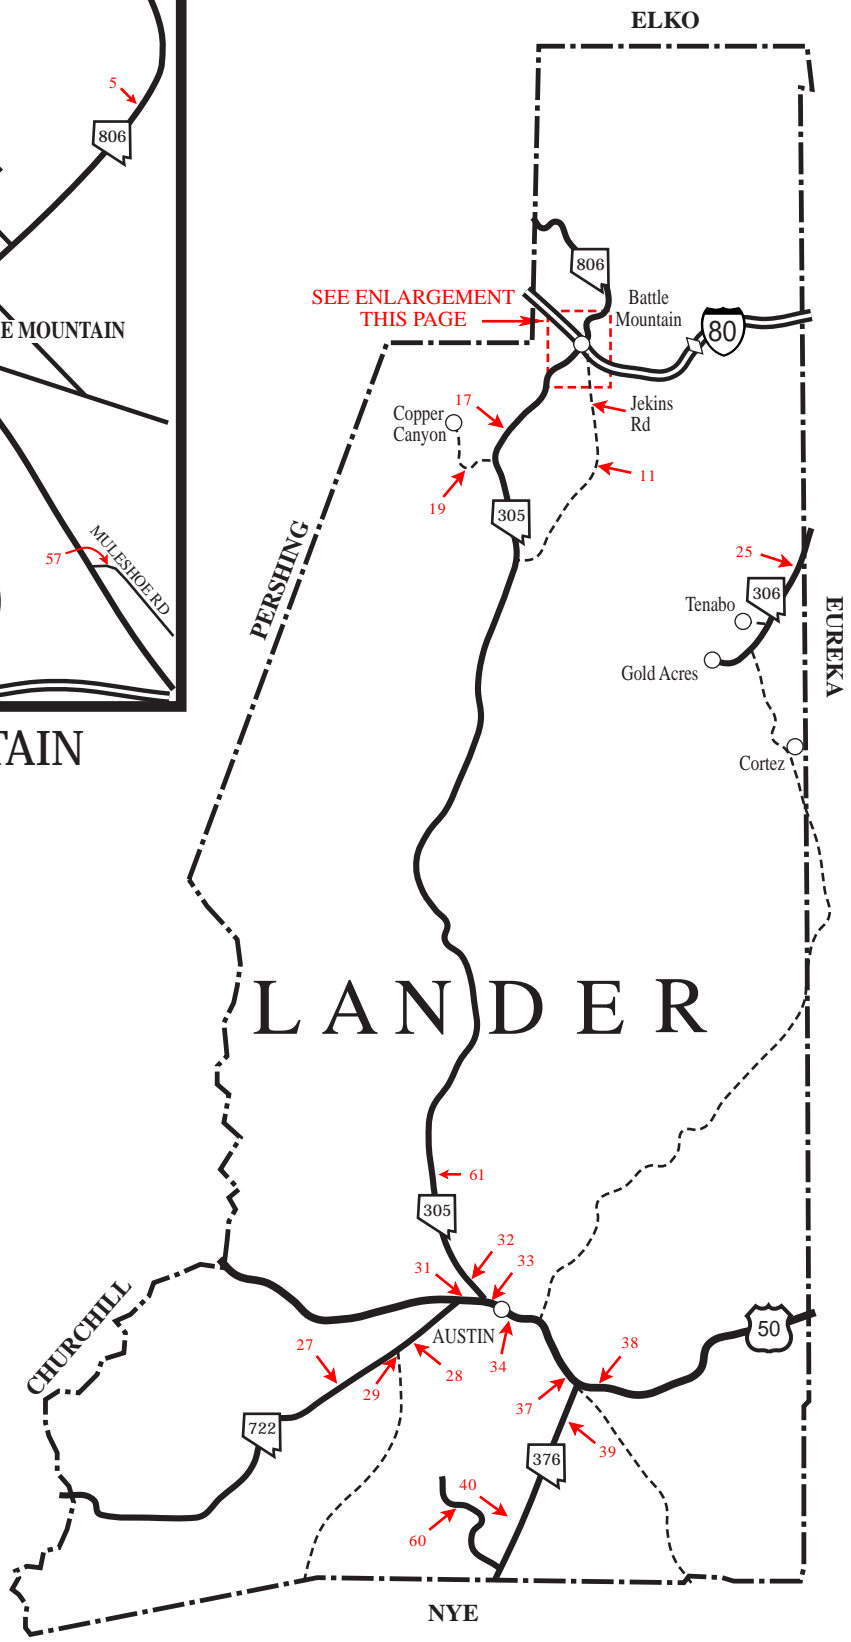 ELKO
5
806
806
SEE ENLARGEMENT
THIS PAGE
Battle
Mountain
80
E MOUNTAIN
17
Copper
Canyon
Jekins
Rd
19
11
305
57
MULESHOE RD
PERSHING
25
306
Tenabo
EUREKA
Gold Acres
TAIN
Cortez
LANDER
61
305
32
31
33
CHURCHILL
AUSTIN
50
27
28
34
38
29
37
722
39
376
40
60
NYE